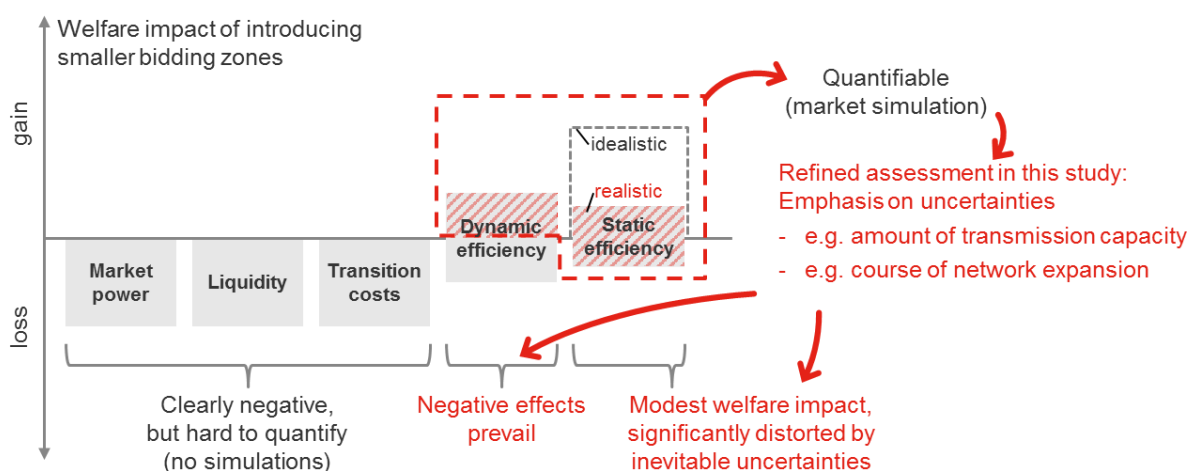 Welfare impact of introducing
smaller bidding zones
gain
loss
idealistic
realistic
Market
power
Liquidity
Transition
costs
Dynamic
efficiency
Static
efficiency
Quantifiable
(market simulation)
Refined assessment in this study:
Emphasis on uncertainties
- e.g. amount of transmission capacity
- e.g. course of network expansion
Clearly negative,
but hard to quantify
(no simulations)
Negative effects
prevail
Modest welfare impact,
significantly distorted by
inevitable uncertainties